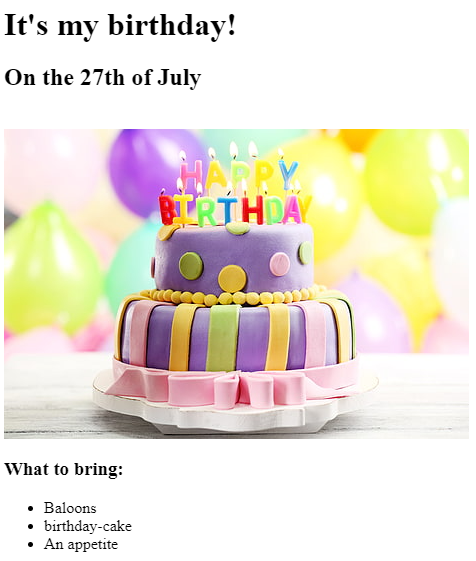 It's my birthday!
On the 27th of July
HAPPY
BIRTHDAY
What to bring:
Baloons
birthday-cake
An appetite